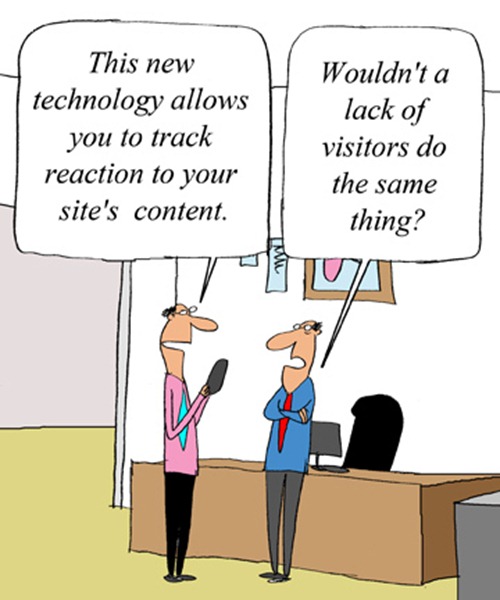 This new
technology allows
you to track
reaction to your
site's content.
Wouldn't a
lack of
visitors do
the same
thing?